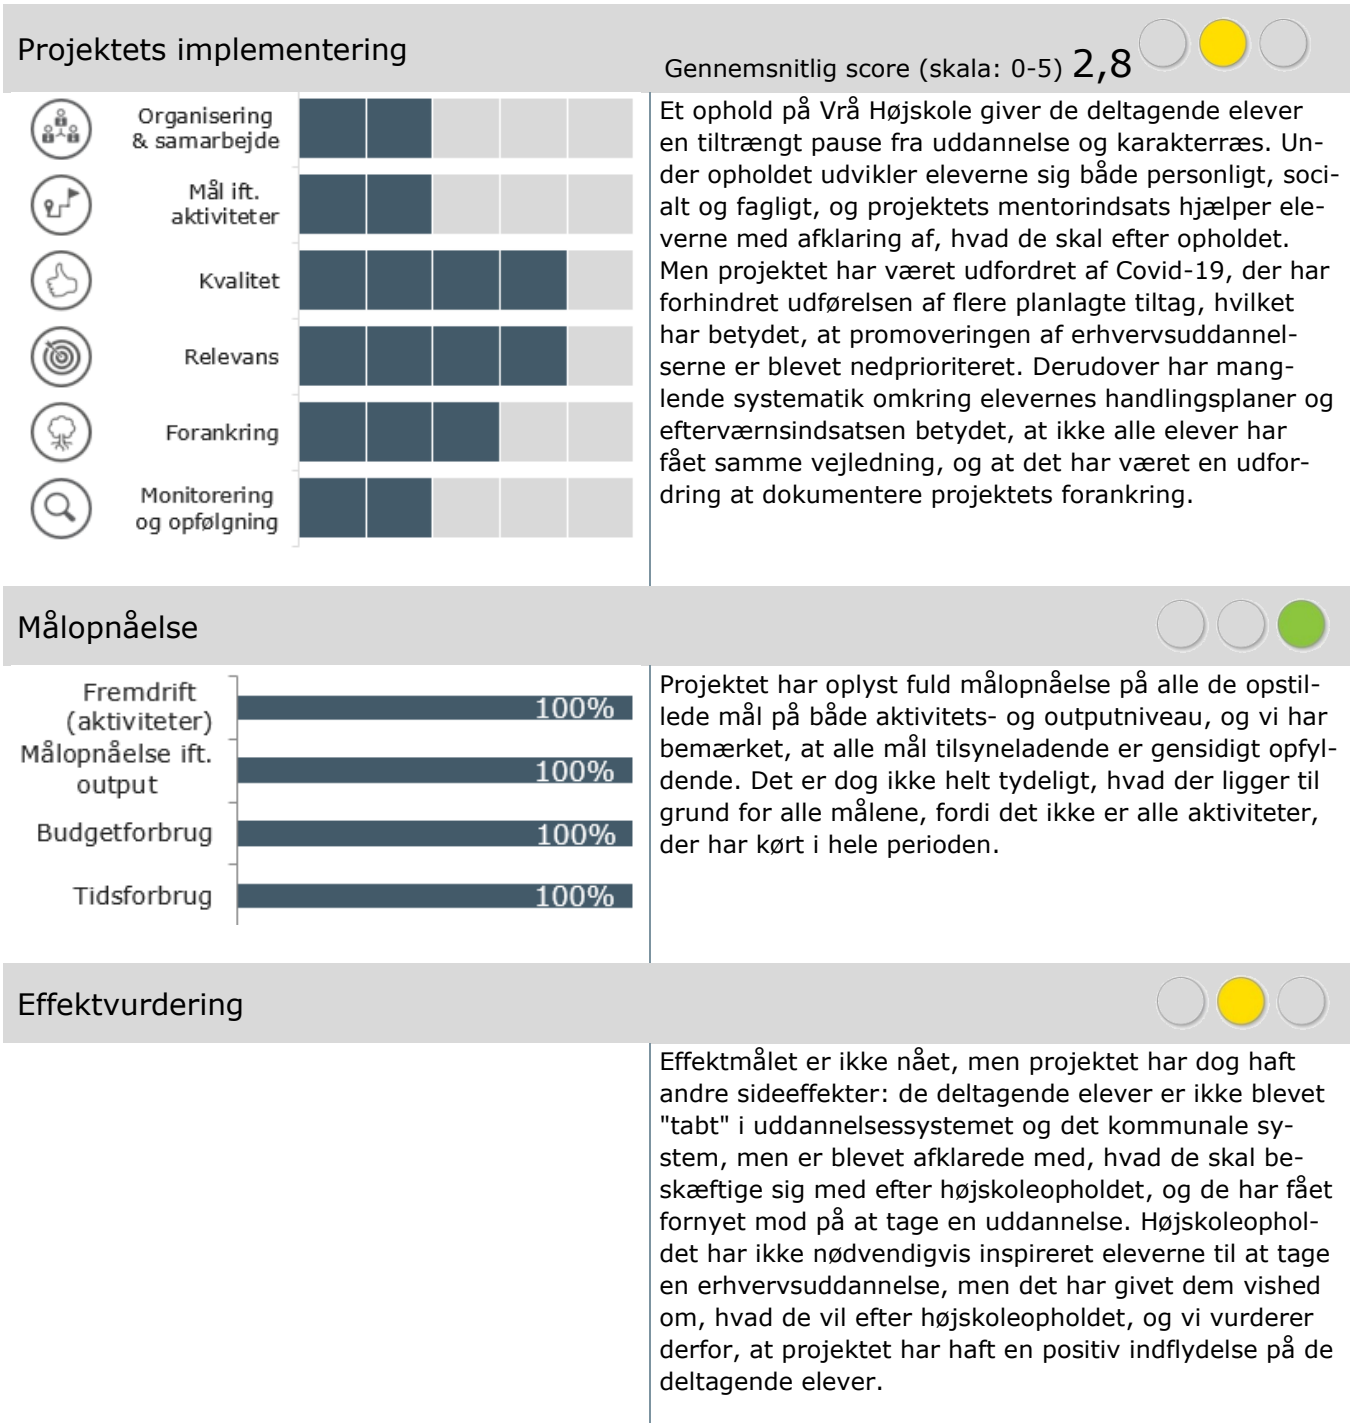 Projektets implementering
Gennemsnitlig score (skala: 0-5) 2,8
Organisering
& samarbejde
Mål ift.
aktiviteter
Kvalitet
Relevans
Forankring
Monitorering
og opfølgning
Et ophold på Vrå Højskole giver de deltagende elever
en tiltrængt pause fra uddannelse og karakterræs. Un-
der opholdet udvikler eleverne sig både personligt, soci-
alt og fagligt, og projektets mentorindsats hjælper ele-
verne med afklaring af, hvad de skal efter opholdet.
Men projektet har været udfordret af Covid-19, der har
forhindret udførelsen af flere planlagte tiltag, hvilket
har betydet, at promoveringen af erhvervsuddannel-
serne er blevet nedprioriteret. Derudover har mang-
lende systematik omkring elevernes handlingsplaner og
efterværnsindsatsen betydet, at ikke alle elever har
fået samme vejledning, og at det har været en udfor-
dring at dokumentere projektets forankring.
Målopnåelse
Fremdrift
(aktiviteter)
100%
Målopnåelse ift.
output
100%
Budgetforbrug
100%
Tidsforbrug
100%
Projektet har oplyst fuld målopnåelse på alle de opstil-
lede mål på både aktivitets- og outputniveau, og vi har
bemærket, at alle mål tilsyneladende er gensidigt opfyl-
dende. Det er dog ikke helt tydeligt, hvad der ligger til
grund for alle målene, fordi det ikke er alle aktiviteter,
der har kørt i hele perioden.
Effektvurdering
Effektmålet er ikke nået, men projektet har dog haft
andre sideeffekter: de deltagende elever er ikke blevet
"tabt" i uddannelsessystemet og det kommunale sy-
stem, men er blevet afklarede med, hvad de skal be-
skæftige sig med efter højskoleopholdet, og de har fået
fornyet mod på at tage en uddannelse. Højskoleophol-
det har ikke nødvendigvis inspireret eleverne til at tage
en erhvervsuddannelse, men det har givet dem vished
om, hvad de vil efter højskoleopholdet, og vi vurderer
derfor, at projektet har haft en positiv indflydelse på de
deltagende elever.